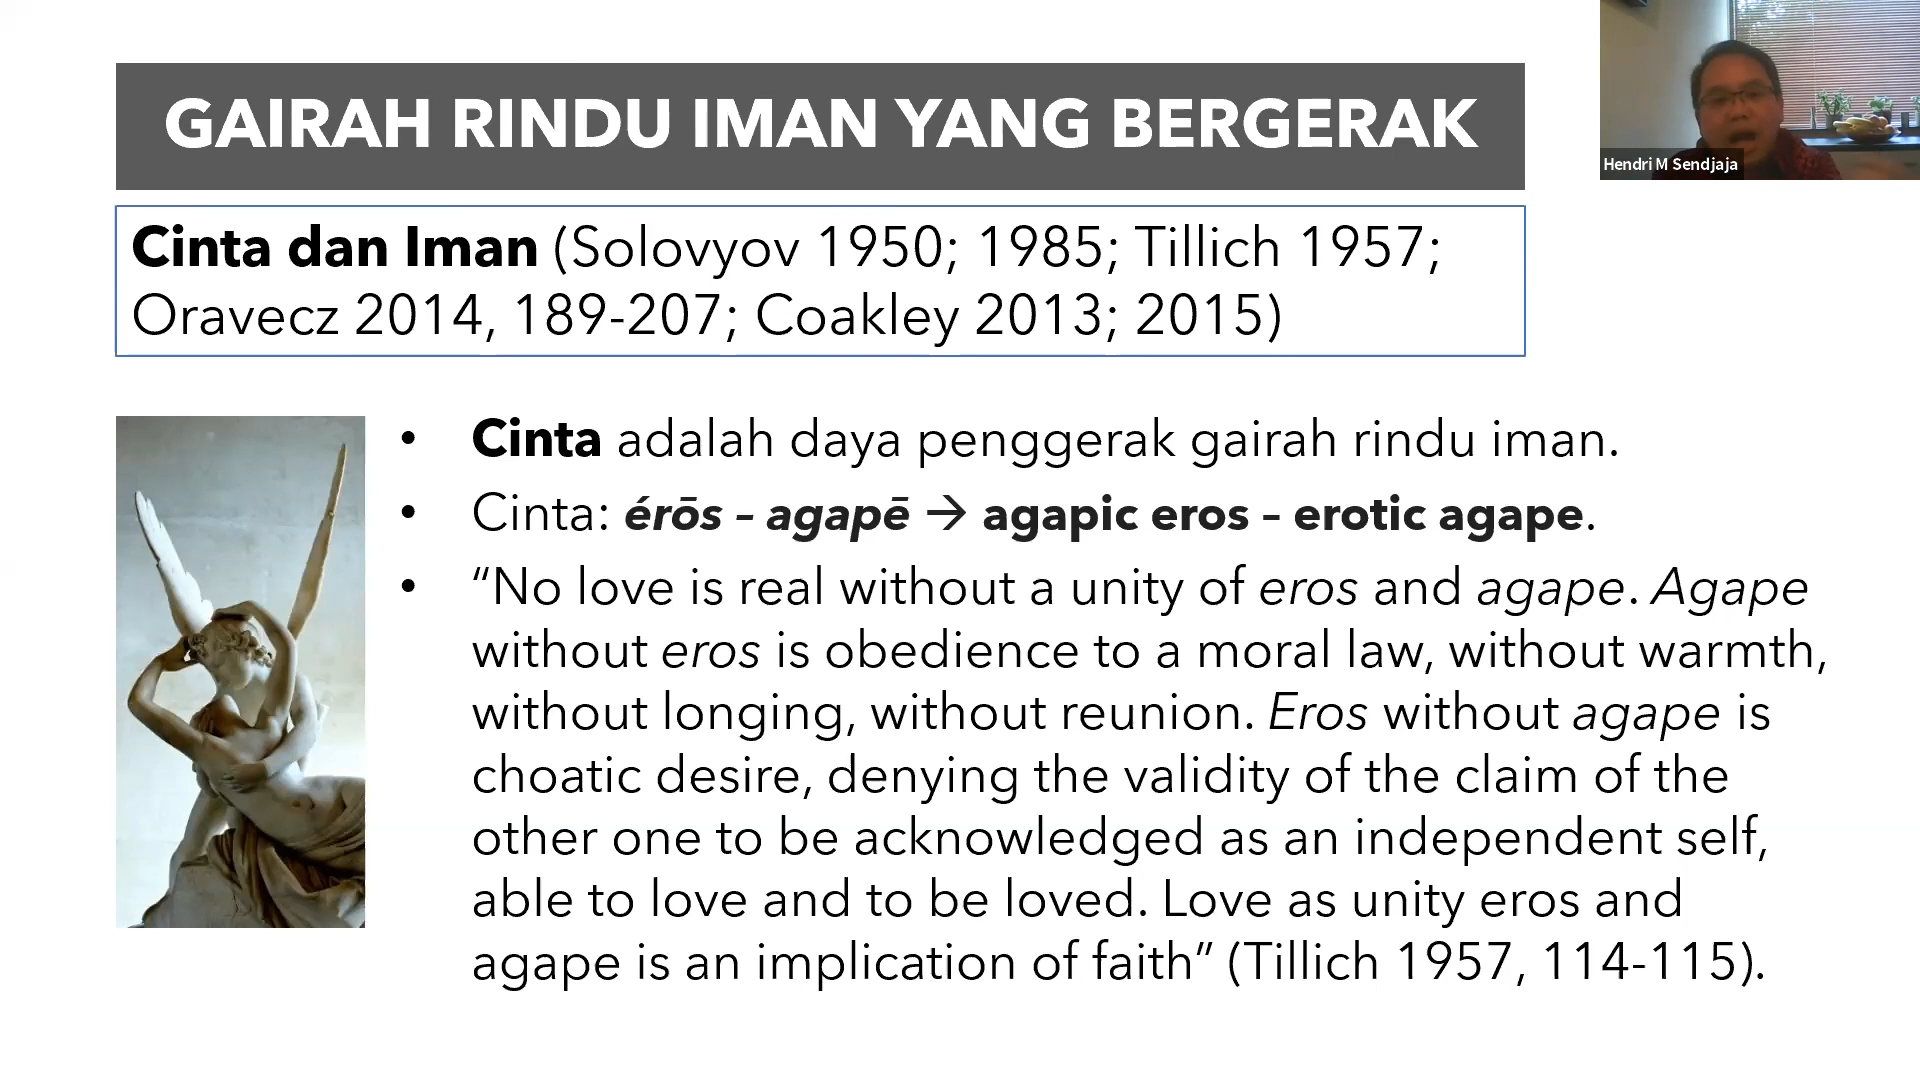 GAIRAH RINDU IMAN YANG BERGERAK
Hendri M Sendjaja
Cinta dan Iman (Solovyov 1950; 1985; Tillich 1957;
Oravecz 2014, 189-207; Coakley 2013; 2015)
• Cinta adalah daya penggerak gairah rindu iman.
• Cinta: érōs – agapē → agapic eros – erotic agape.
• “No love is real without a unity of eros and agape. Agape
without eros is obedience to a moral law, without warmth,
without longing, without reunion. Eros without agape is
choatic desire, denying the validity of the claim of the
other one to be acknowledged as an independent self,
able to love and to be loved. Love as unity eros and
agape is an implication of faith” (Tillich 1957, 114-115).